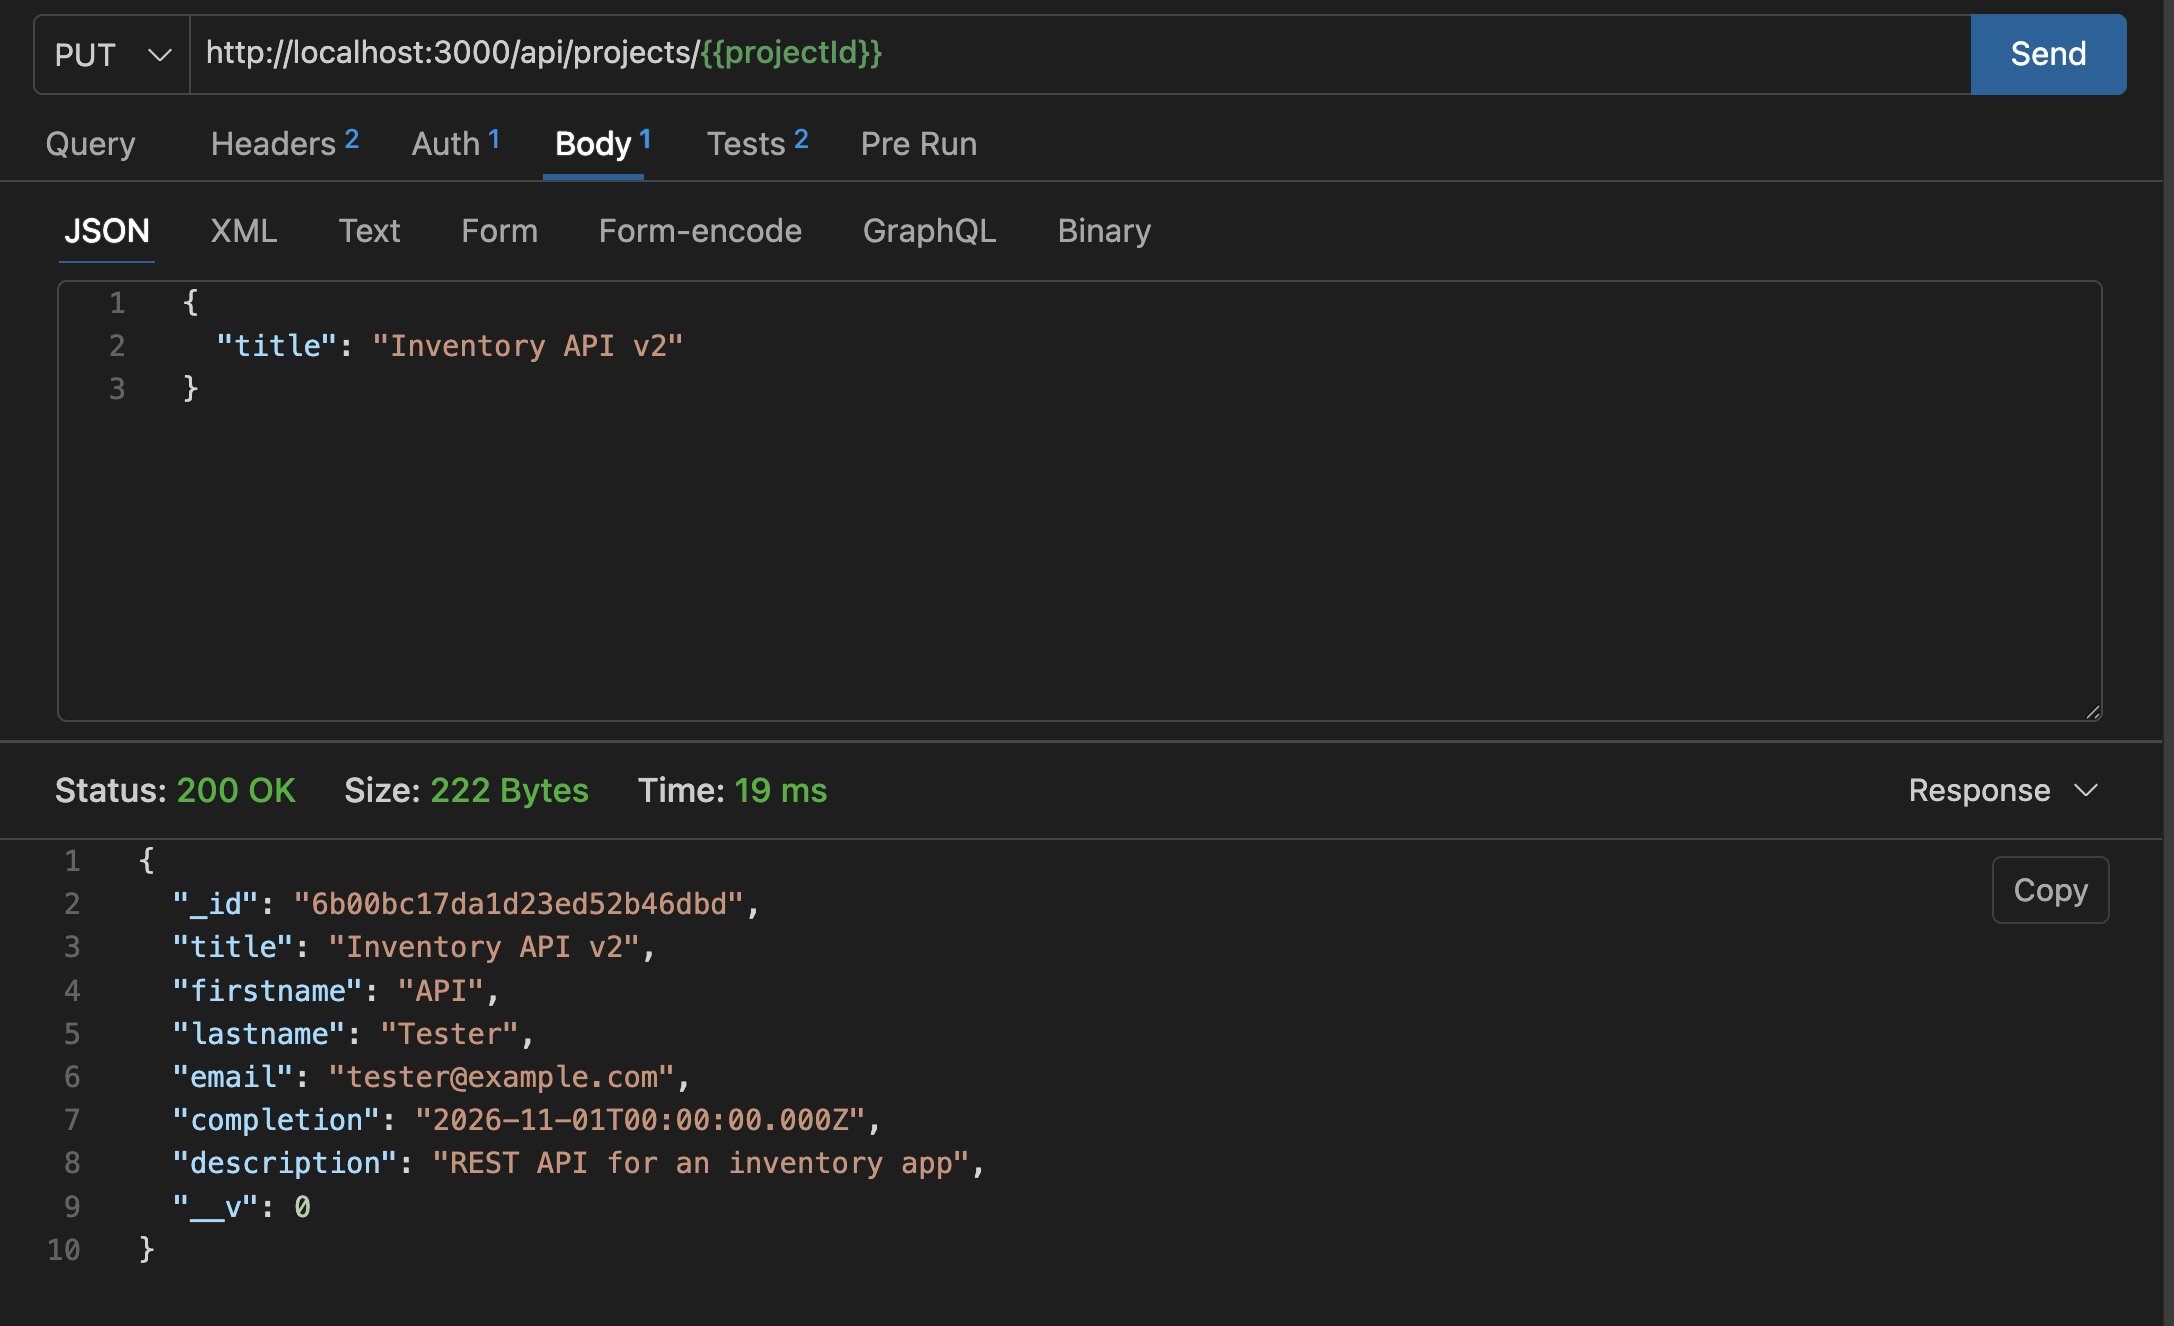 PUT http://localhost:3000/api/projects/{{projectId}} Send
Query Headers 2 Auth 1 Body 1 Tests 2 Pre Run
JSON XML Text Form Form-encode GraphQL Binary
1 {
2   "title": "Inventory API v2"
3 }
Status: 200 OK Size: 222 Bytes Time: 19 ms Response
Copy
1 {
2   "_id": "6b00bc17da1d23ed52b46dbd",
3   "title": "Inventory API v2",
4   "firstname": "API",
5   "lastname": "Tester",
6   "email": "tester@example.com",
7   "completion": "2026-11-01T00:00:00.000Z",
8   "description": "REST API for an inventory app",
9   "__v": 0
10 }